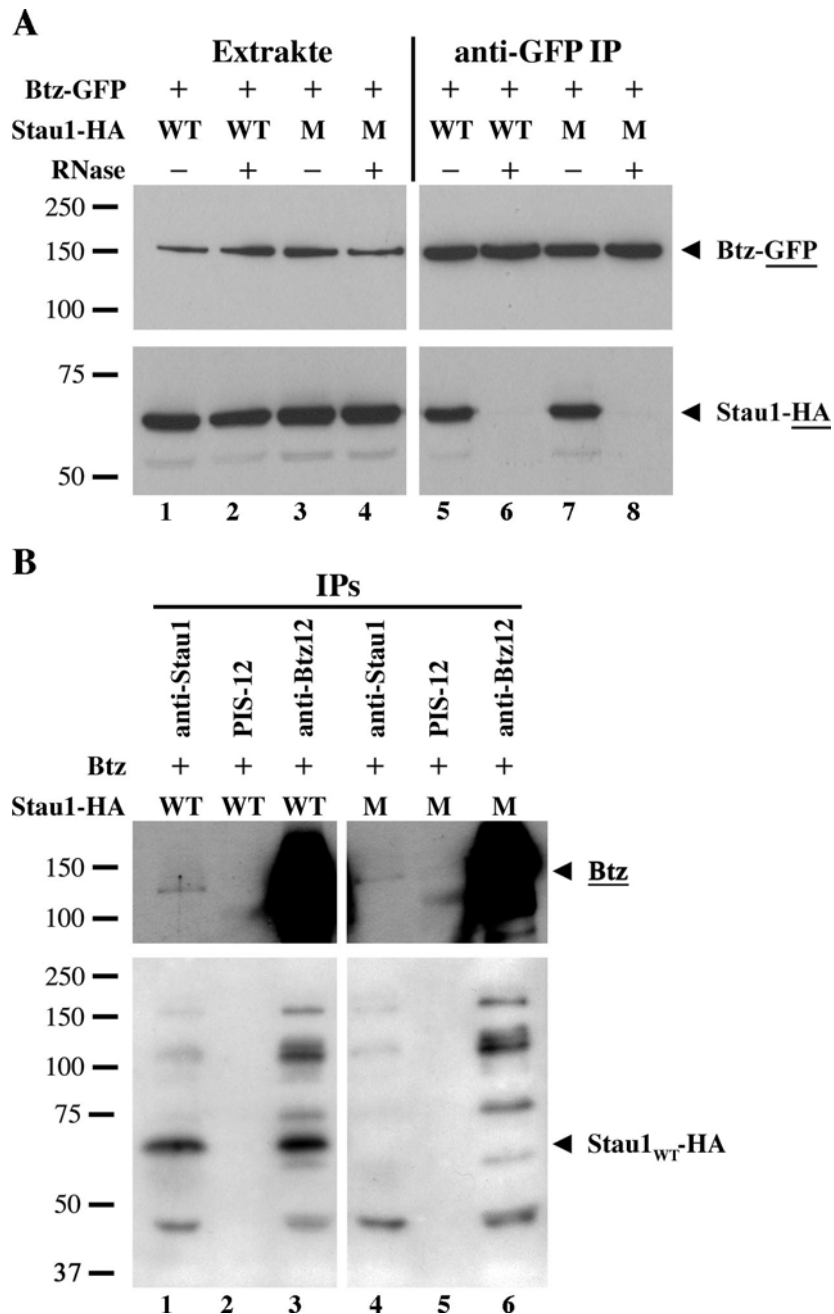 A
Extrakte anti-GFP IP
Btz-GFP + + + + + + + +
Stau1-HA WT WT M M WT WT M M
RNase – + – + – + – +
250
150 Btz-GFP
100
75
Stau1-HA
50
1 2 3 4 5 6 7 8
B
IPs
anti-Stau1 PIS-12 anti-Btz12 anti-Stau1 PIS-12 anti-Btz12
Btz + + + + + +
Stau1-HA WT WT WT M M M
150 Btz
100
250
150
100
75
Stau1WT-HA
50
37
1 2 3 4 5 6